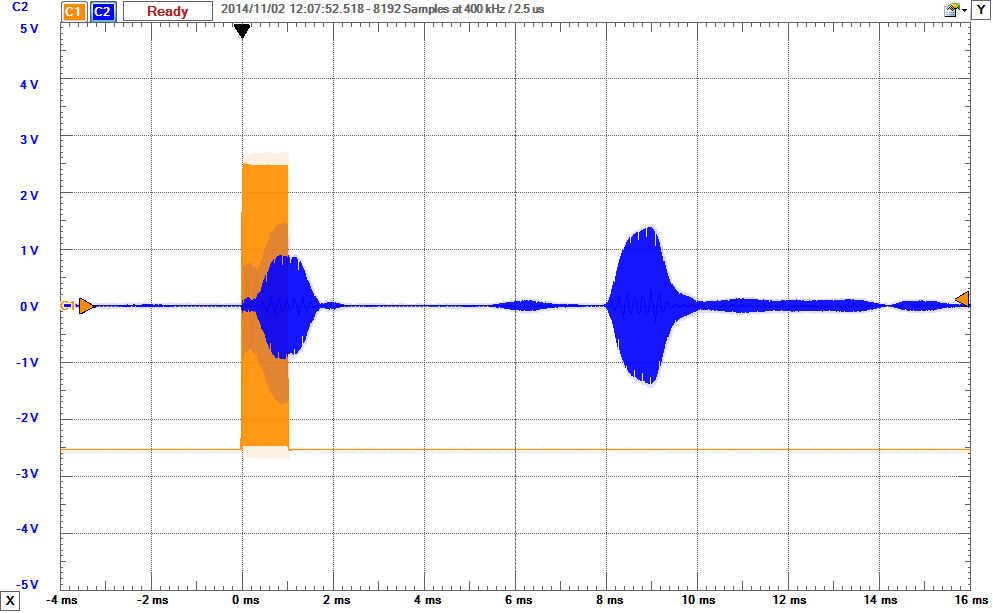 C2 C1 C2 Ready 2014/11/02 12:07:52.518 - 8192 Samples at 400 kHz / 2.5 us Y
5 V
4 V
3 V
2 V
1 V
C1 0 V
-1 V
-2 V
-3 V
-4 V
-5 V
X -4 ms -2 ms 0 ms 2 ms 4 ms 6 ms 8 ms 10 ms 12 ms 14 ms 16 ms